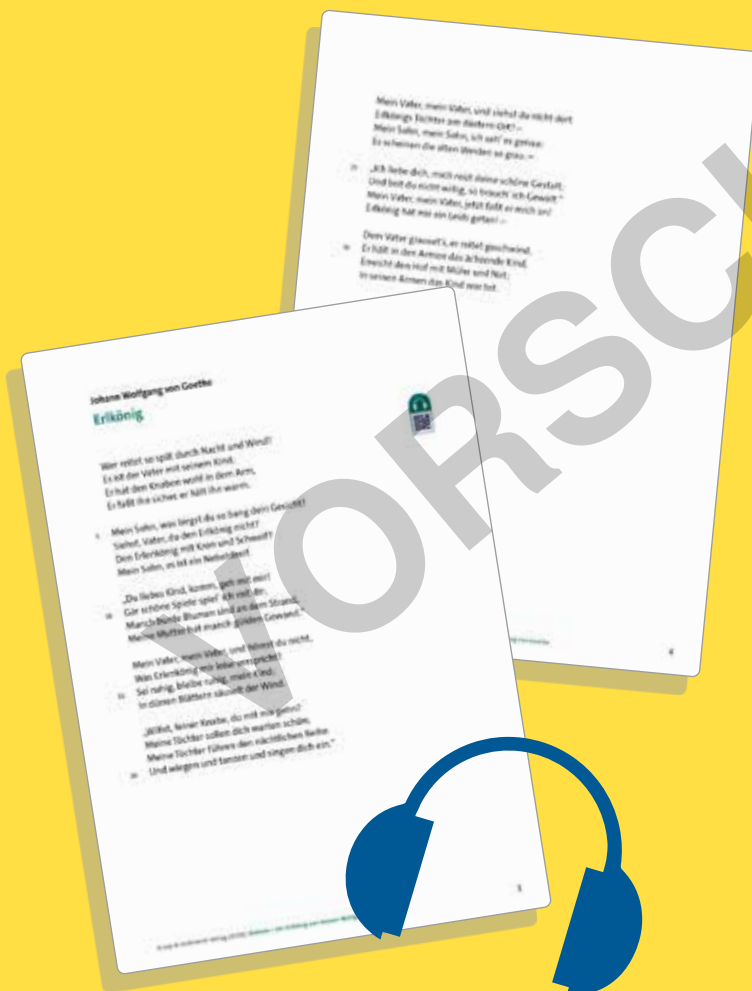 Johann Wolfgang von Goethe
Erlkönig
Wer reitet so spät durch Nacht und Wind?
Es ist der Vater mit seinem Kind;
Er hat den Knaben wohl in dem Arm,
Er faßt ihn sicher, er hält ihn warm.
5 Mein Sohn, was birgst du so bang dein Gesicht?
Siehst, Vater, du den Erlkönig nicht?
Den Erlenkönig mit Kron und Schweif?
Mein Sohn, es ist ein Nebelstreif.
„Du liebes Kind, komm, geh mit mir!
10 Gar schöne Spiele spiel' ich mit dir;
Manch bunte Blumen sind an dem Strand,
Meine Mutter hat manch gülden Gewand."
Mein Vater, mein Vater, und hörest du nicht,
Was Erlenkönig mir leise verspricht?
15 Sei ruhig, bleibe ruhig, mein Kind;
In dürren Blättern säuselt der Wind.
„Willst, feiner Knabe, du mit mir gehn?
Meine Töchter sollen dich warten schön;
Meine Töchter führen den nächtlichen Reihn
20 Und wiegen und tanzen und singen dich ein."
3
Mein Vater, mein Vater, und siehst du nicht dort
Erlkönigs Töchter am düstern Ort? –
Mein Sohn, mein Sohn, ich seh' es genau:
Es scheinen die alten Weiden so grau. –
25 „Ich liebe dich, mich reizt deine schöne Gestalt;
Und bist du nicht willig, so brauch' ich Gewalt."
Mein Vater, mein Vater, jetzt faßt er mich an!
Erlkönig hat mir ein Leids getan! –
Dem Vater grauset's, er reitet geschwind,
30 Er hält in den Armen das ächzende Kind,
Erreicht den Hof mit Mühe und Not;
In seinen Armen das Kind war tot.
4
VORSC